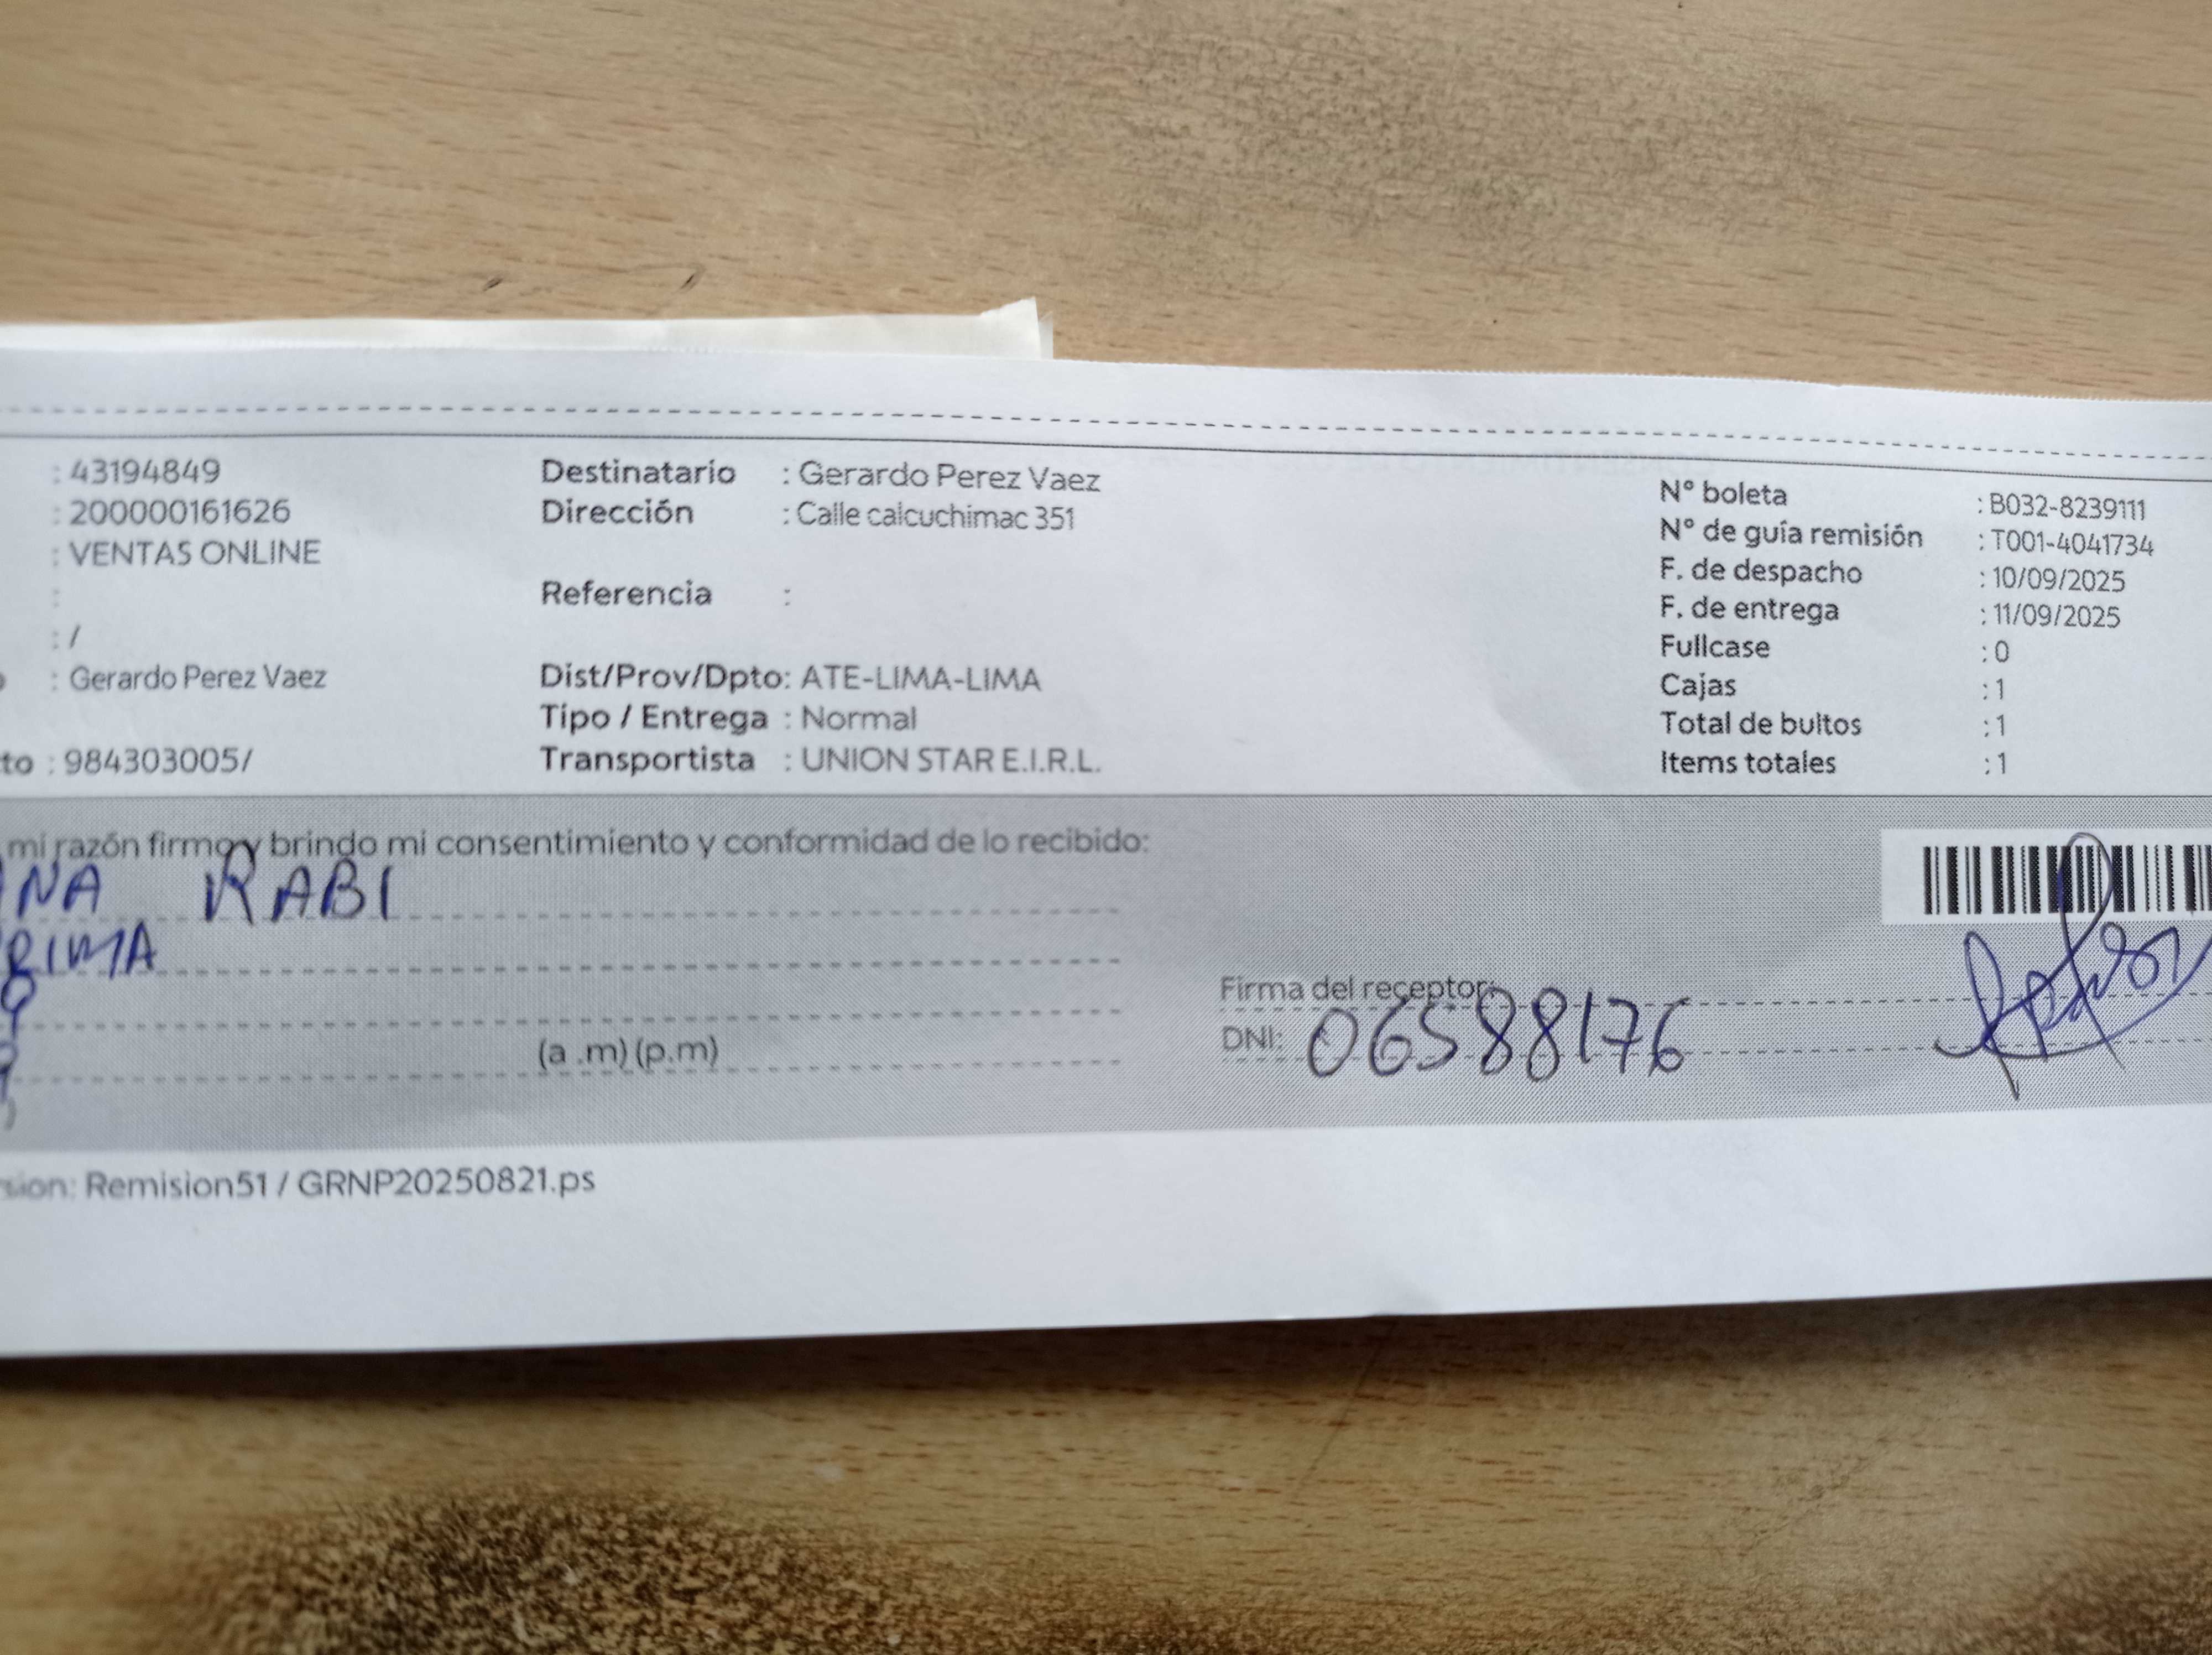 : 43194849
: 200000161626
: VENTAS ONLINE
:
: /
: Gerardo Perez Vaez
to : 984303005/
Destinatario : Gerardo Perez Vaez
Dirección : Calle calcuchimac 351
Referencia :
Dist/Prov/Dpto: ATE-LIMA-LIMA
Tipo / Entrega : Normal
Transportista : UNION STAR E.I.R.L.
N° boleta : B032-8239111
N° de guía remisión : T001-4041734
F. de despacho : 10/09/2025
F. de entrega : 11/09/2025
Fullcase : 0
Cajas : 1
Total de bultos : 1
Items totales : 1
mi razón firmo y brindo mi consentimiento y conformidad de lo recibido:
NA RABI
RIMA
(a .m) (p.m)
Firma del receptor:
DNI: 06588176
sion: Remision51 / GRNP20250821.ps